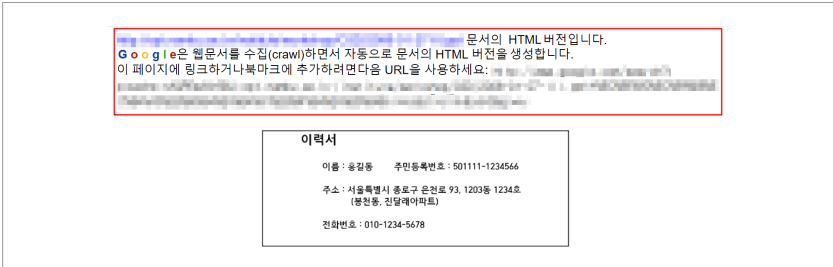 문서의 HTML 버전입니다.
Google은 웹문서를 수집(crawl)하면서 자동으로 문서의 HTML 버전을 생성합니다.
이 페이지에 링크하거나북마크에 추가하려면다음 URL을 사용하세요:
이력서
이름 : 홍길동 주민등록번호 : 501111-1234566
주소 : 서울특별시 종로구 은천로 93, 1203동 1234호
(봉천동, 진달래아파트)
전화번호 : 010-1234-5678